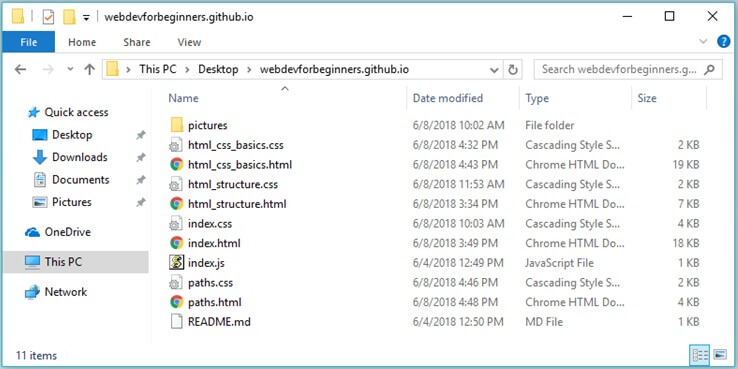 webdevforbeginners.github.io
File Home Share View
This PC Desktop webdevforbeginners.github.io Search webdevforbeginners.g...
Name Date modified Type Size
Quick access
Desktop
Downloads
Documents
Pictures
OneDrive
This PC
Network
pictures 6/8/2018 10:02 AM File folder
html_css_basics.css 6/8/2018 4:32 PM Cascading Style S... 2 KB
html_css_basics.html 6/8/2018 4:43 PM Chrome HTML Do... 19 KB
html_structure.css 6/8/2018 11:53 AM Cascading Style S... 2 KB
html_structure.html 6/8/2018 3:34 PM Chrome HTML Do... 7 KB
index.css 6/8/2018 10:03 AM Cascading Style S... 4 KB
index.html 6/8/2018 3:49 PM Chrome HTML Do... 18 KB
index.js 6/4/2018 12:49 PM JavaScript File 1 KB
paths.css 6/8/2018 4:46 PM Cascading Style S... 2 KB
paths.html 6/8/2018 4:48 PM Chrome HTML Do... 4 KB
README.md 6/4/2018 12:50 PM MD File 1 KB
11 items